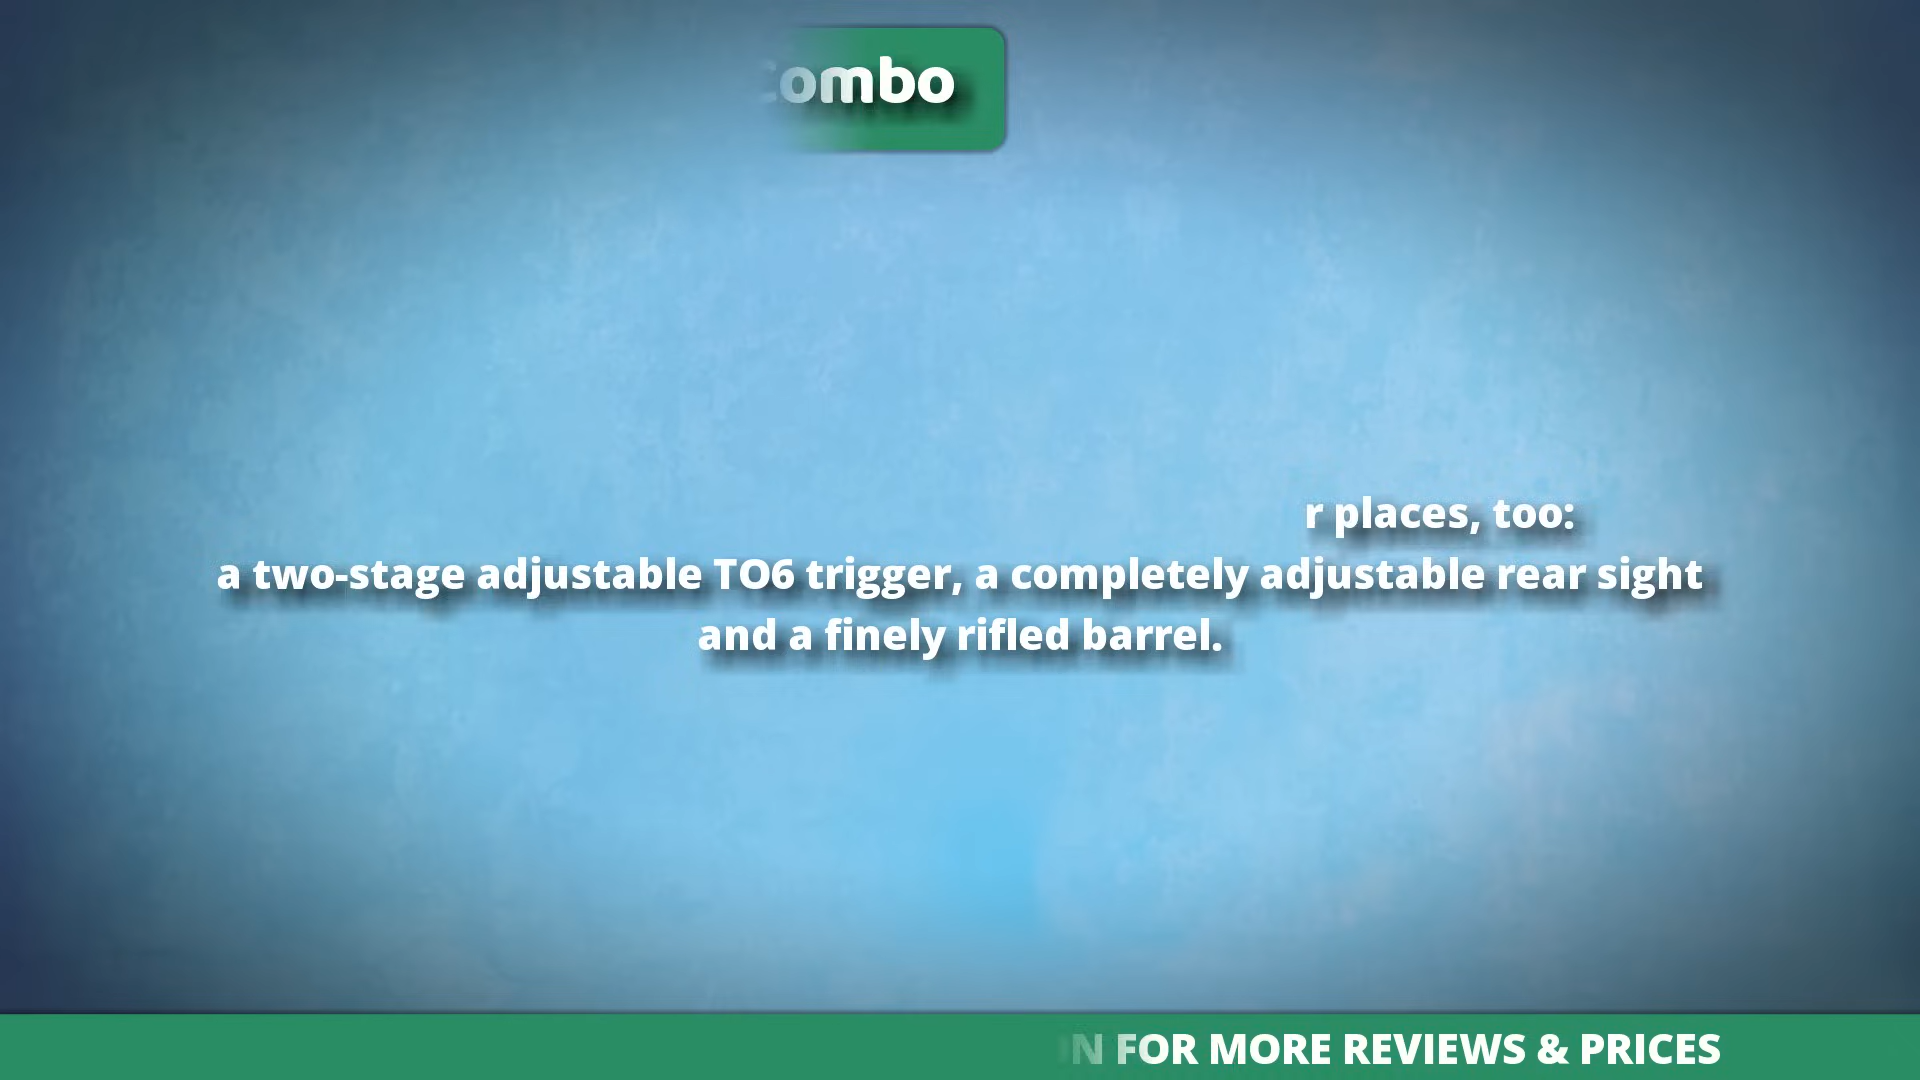 ombo
r places, too:
a two-stage adjustable TO6 trigger, a completely adjustable rear sight
and a finely rifled barrel.
N FOR MORE REVIEWS & PRICES